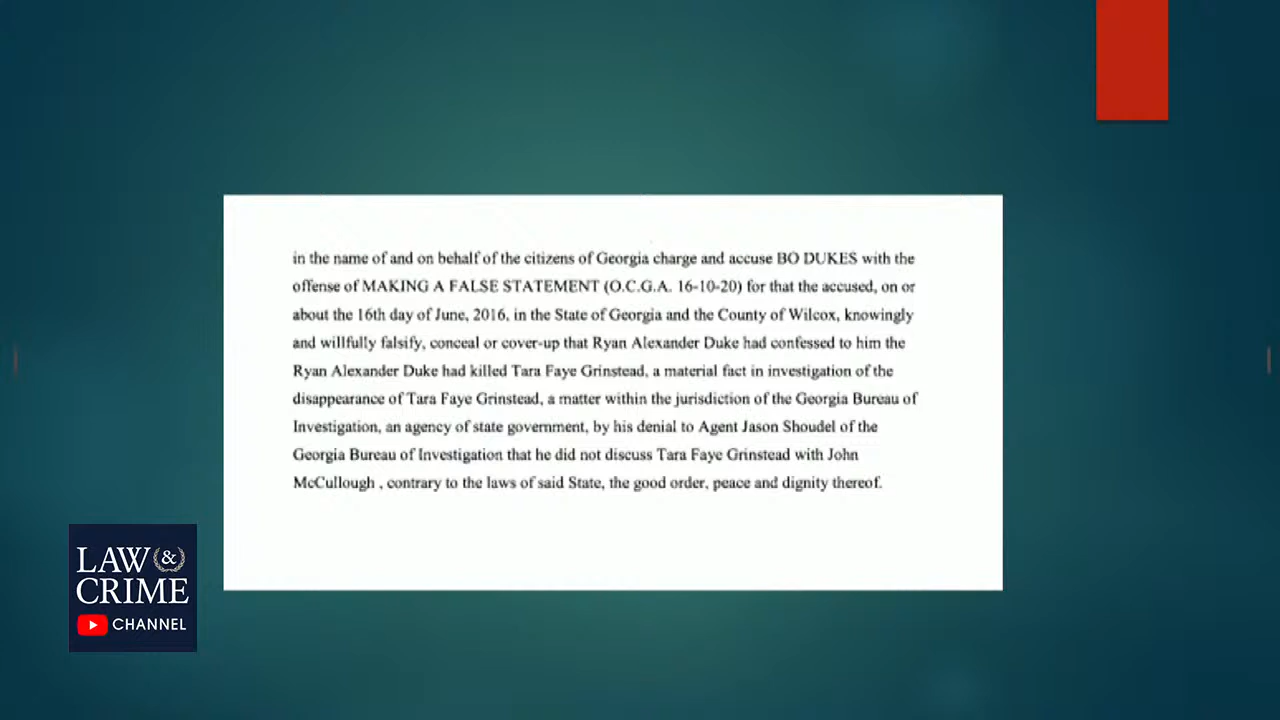 in the name of and on behalf of the citizens of Georgia charge and accuse BO DUKES with the
offense of MAKING A FALSE STATEMENT (O.C.G.A. 16-10-20) for that the accused, on or
about the 16th day of June, 2016, in the State of Georgia and the County of Wilcox, knowingly
and willfully falsify, conceal or cover-up that Ryan Alexander Duke had confessed to him the
Ryan Alexander Duke had killed Tara Faye Grinstead, a material fact in investigation of the
disappearance of Tara Faye Grinstead, a matter within the jurisdiction of the Georgia Bureau of
Investigation, an agency of state government, by his denial to Agent Jason Shoudel of the
Georgia Bureau of Investigation that he did not discuss Tara Faye Grinstead with John
McCullough , contrary to the laws of said State, the good order, peace and dignity thereof.
LAW &
CRIME
CHANNEL